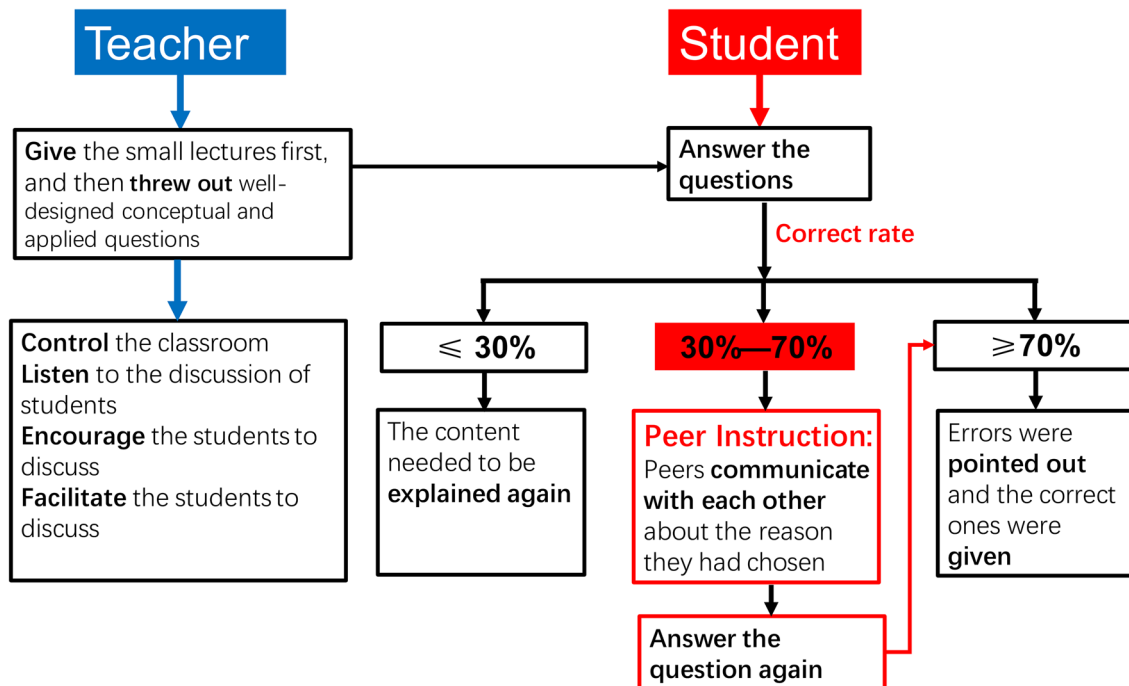 Teacher
Student
Give the small lectures first,
and then threw out well-
designed conceptual and
applied questions
Answer the
questions
Correct rate
Control the classroom
Listen to the discussion of
students
Encourage the students to
discuss
Facilitate the students to
discuss
⩽ 30%
30%—70%
⩾70%
The content
needed to be
explained again
Peer Instruction:
Peers communicate
with each other
about the reason
they had chosen
Errors were
pointed out
and the correct
ones were
given
Answer the
question again